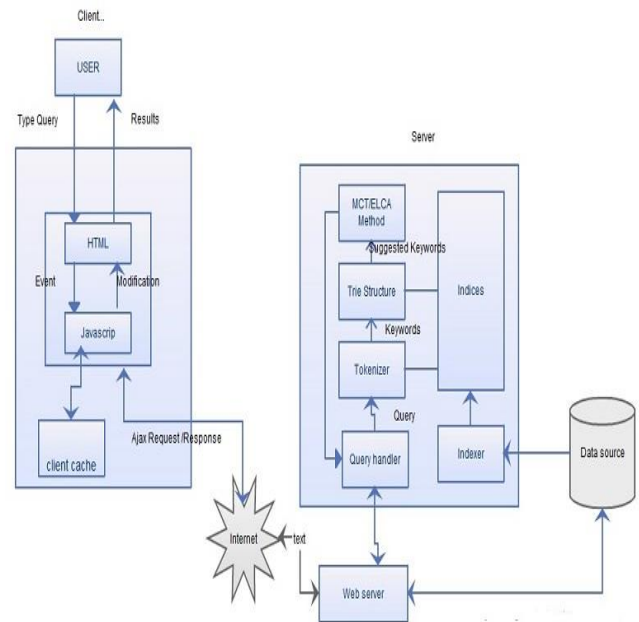 Client...
USER
Type Query
Results
HTML
Event
Modification
Javascrip
client cache
Ajax Request /Response
Internet
text
Server
MCT/ELCA
Method
Suggested Keywords
Trie Structure
Keywords
Tokenizer
Query
Query handler
Indices
Indexer
Data source
Web server